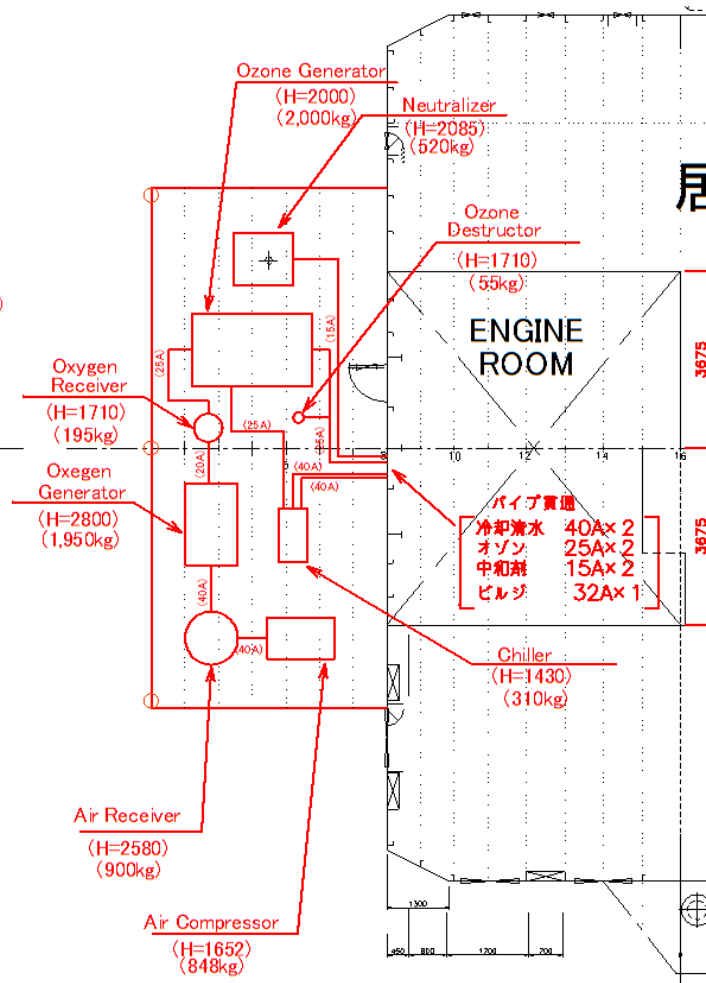 Ozone Generator
(H=2000)
(2,000kg)
Neutralizer
(H=2085)
(520kg)
居
Ozone
Destructor
(H=1710)
(55kg)
ENGINE
ROOM
(15A)
(25A)
3675
Oxygen
Receiver
(H=1710)
(195kg)
(25A)
(25A)
8
10
12
14
16
(20A)
(40A)
(40A)
Oxegen
Generator
(H=2800)
(1,950kg)
パイプ貫通
冷却清水 40A×2
オゾン 25A×2
中和剤 15A×2
ビルジ 32A×1
3675
(40A)
(40A)
Chiller
(H=1430)
(310kg)
Air Receiver
(H=2580)
(900kg)
Air Compressor
(H=1652)
(848kg)
1300
450
800
1700
700